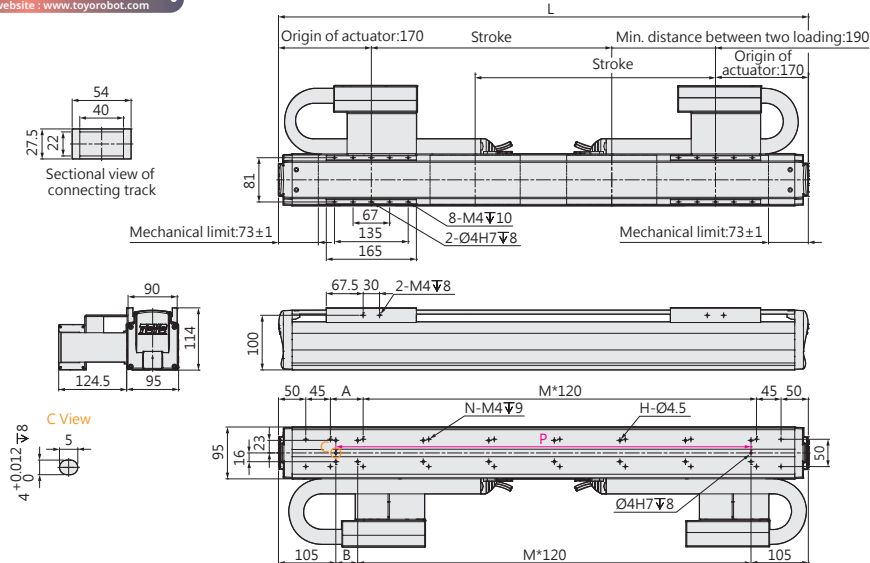 website : www.toyorobot.com
L
Origin of actuator:170
Stroke
Min. distance between two loading:190
Stroke
Origin of
actuator:170
54
40
27.5
22
Sectional view of
connecting track
81
67
8-M4↧10
135
2-Ø4H7↧8
165
Mechanical limit:73±1
Mechanical limit:73±1
90
114
124.5
95
TOYO
67.5
30
2-M4↧8
100
C View
5
4 +0.012 0 ↧8
50
45
A
M*120
45
50
N-M4↧9
H-Ø4.5
P
C
95
23
16
50
Ø4H7↧8
105
B
M*120
105